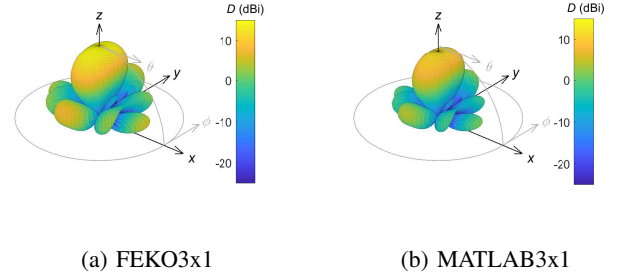 D (dBi)
z
10
θ
y
0
-10
ϕ
x
-20
D (dBi)
z
10
θ
y
0
-10
ϕ
x
-20
(a) FEKO3x1
(b) MATLAB3x1